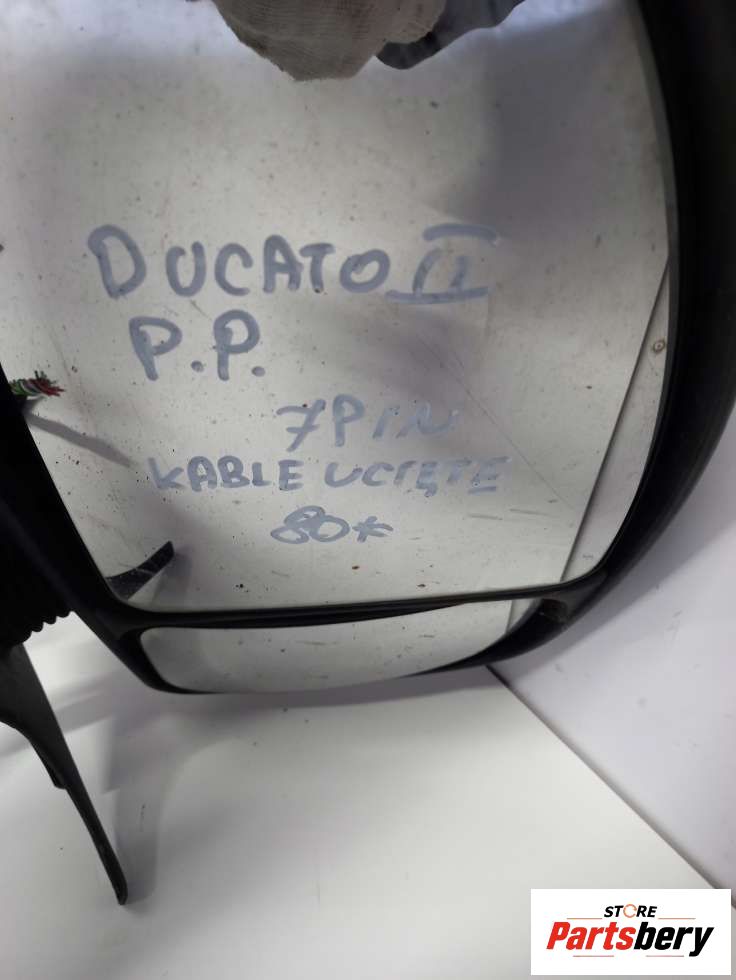 DUCATO II
P.P.
7PIN
KABLE UCIĘTE
80*
STORE
Partsbery